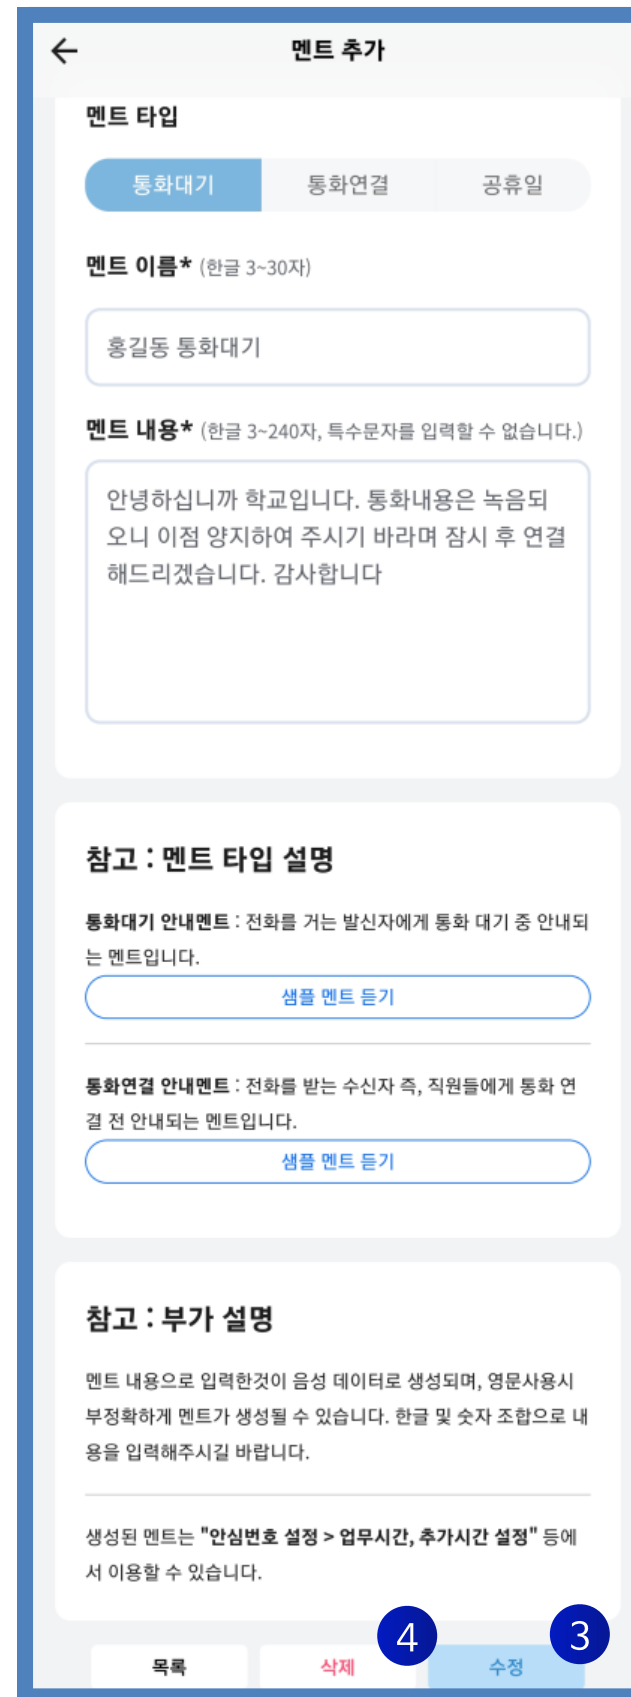 멘트 추가
멘트 타입
통화대기 통화연결 공휴일
멘트 이름* (한글 3~30자)
홍길동 통화대기
멘트 내용* (한글 3~240자, 특수문자를 입력할 수 없습니다.)
안녕하십니까 학교입니다. 통화내용은 녹음되
오니 이점 양지하여 주시기 바라며 잠시 후 연결
해드리겠습니다. 감사합니다
참고 : 멘트 타입 설명
통화대기 안내멘트 : 전화를 거는 발신자에게 통화 대기 중 안내되
는 멘트입니다.
샘플 멘트 듣기
통화연결 안내멘트 : 전화를 받는 수신자 즉, 직원들에게 통화 연
결 전 안내되는 멘트입니다.
샘플 멘트 듣기
참고 : 부가 설명
멘트 내용으로 입력한것이 음성 데이터로 생성되며, 영문사용시
부정확하게 멘트가 생성될 수 있습니다. 한글 및 숫자 조합으로 내
용을 입력해주시길 바랍니다.
생성된 멘트는 "안심번호 설정 > 업무시간, 추가시간 설정" 등에
서 이용할 수 있습니다.
4 3
목록 삭제 수정